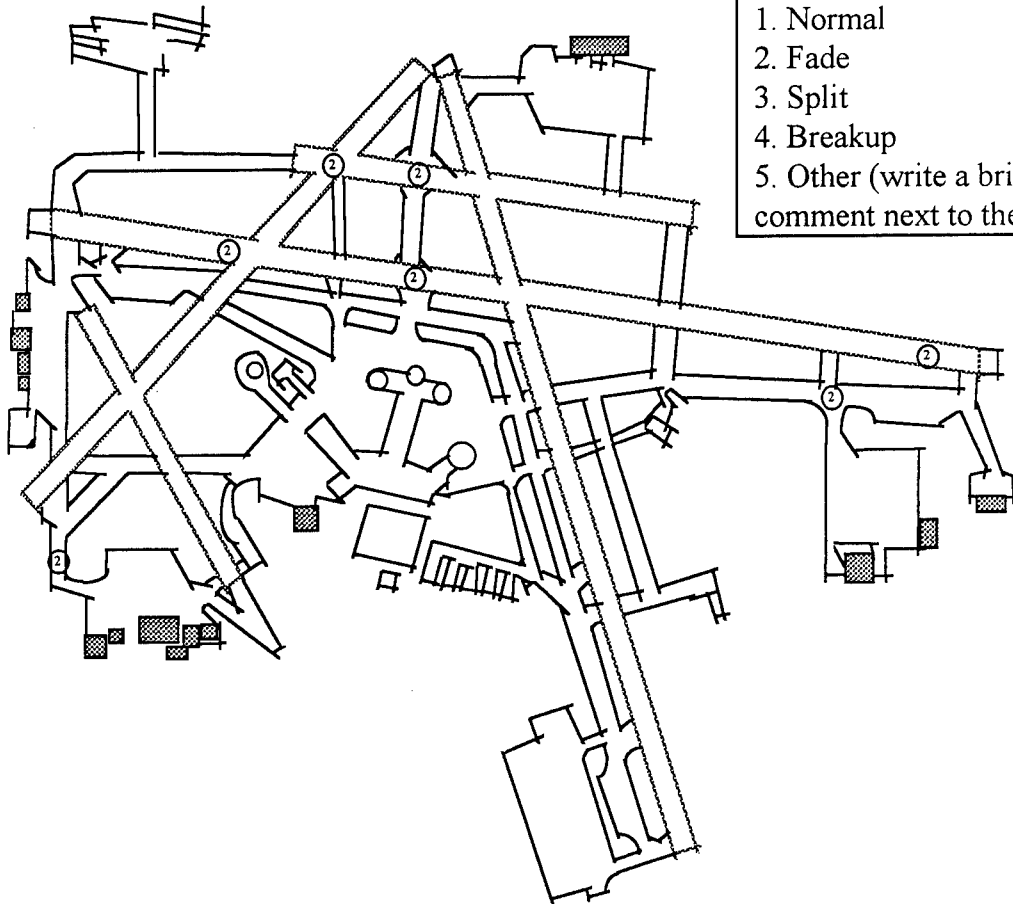 1. Normal
2. Fade
3. Split
4. Breakup
5. Other (write a bri
comment next to the
2
2
2
2
2
2
2